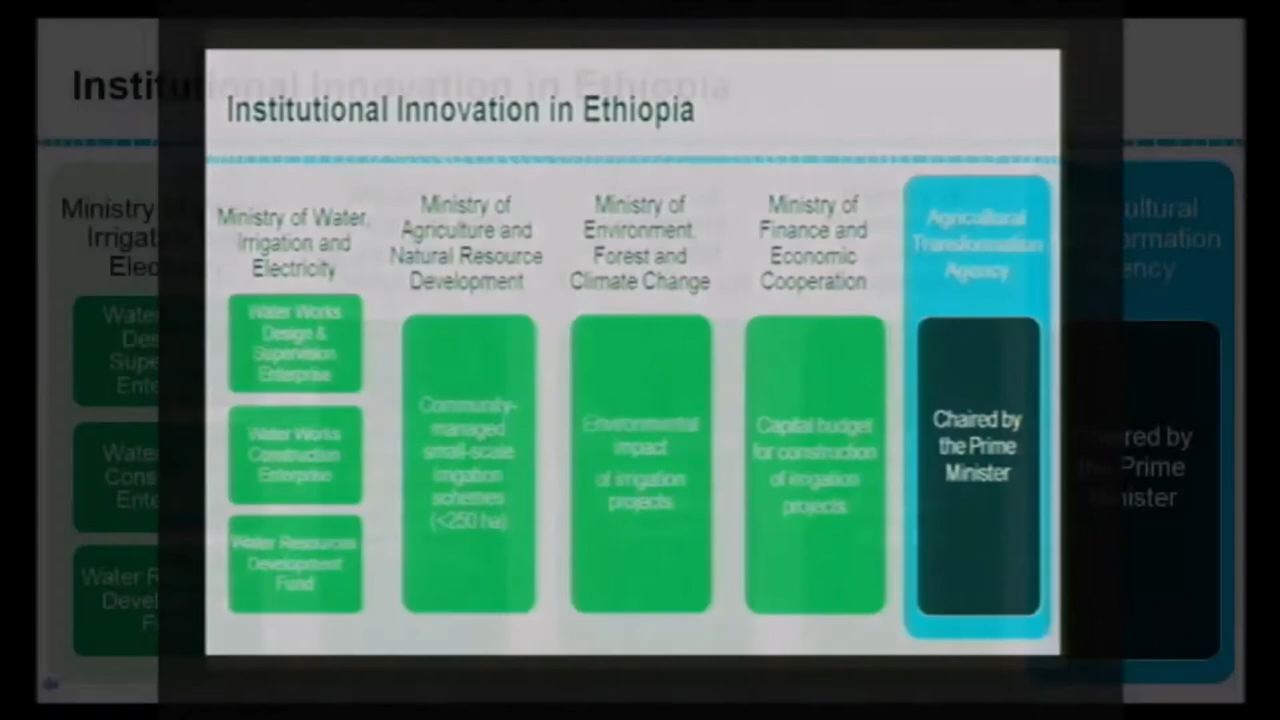 Institutional Innovation in Ethiopia
Ministry of Water,
Irrigation and
Electricity
Water Works
Design &
Supervision
Enterprise
Water Works
Construction
Enterprise
Water Resources
Development
Fund
Ministry of
Agriculture and
Natural Resource
Development
Community-
managed
small-scale
irrigation
schemes
(<250 ha)
Ministry of
Environment,
Forest and
Climate Change
Environmental
impact
of irrigation
projects
Ministry of
Finance and
Economic
Cooperation
Capital budget
for construction
of irrigation
projects
Agricultural
Transformation
Agency
Chaired by
the Prime
Minister